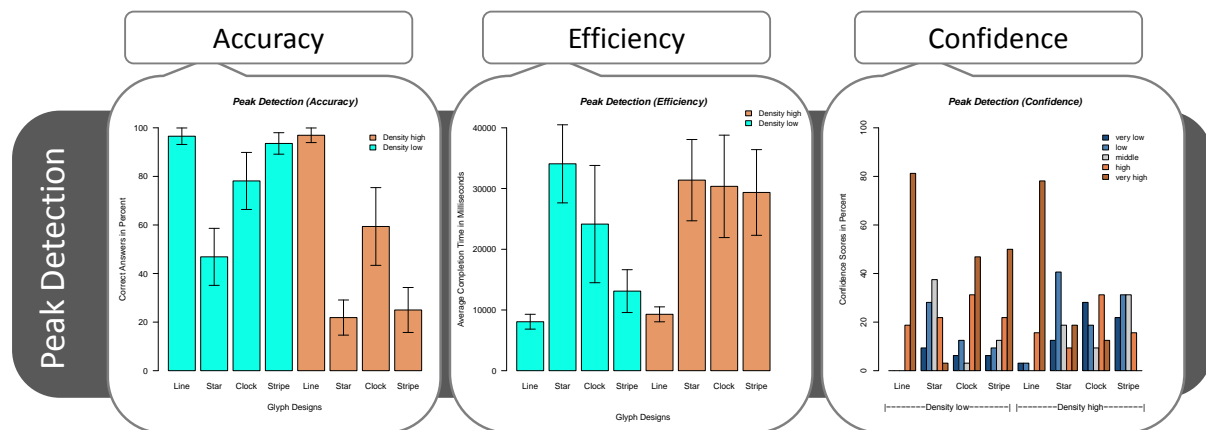 Accuracy
Efficiency
Confidence
Peak Detection
Peak Detection (Accuracy)
Density high
Density low
Correct Answers in Percent
100
80
60
40
20
0
Line Star Clock Stripe Line Star Clock Stripe
Glyph Designs
Peak Detection (Efficiency)
Density high
Density low
Average Completion Time in Milliseconds
40000
30000
20000
10000
0
Line Star Clock Stripe Line Star Clock Stripe
Glyph Designs
Peak Detection (Confidence)
very low
low
middle
high
very high
Confidence Scores in Percent
100
80
60
40
20
0
Line Star Clock Stripe Line Star Clock Stripe
|--------Density low--------| |--------Density high--------|